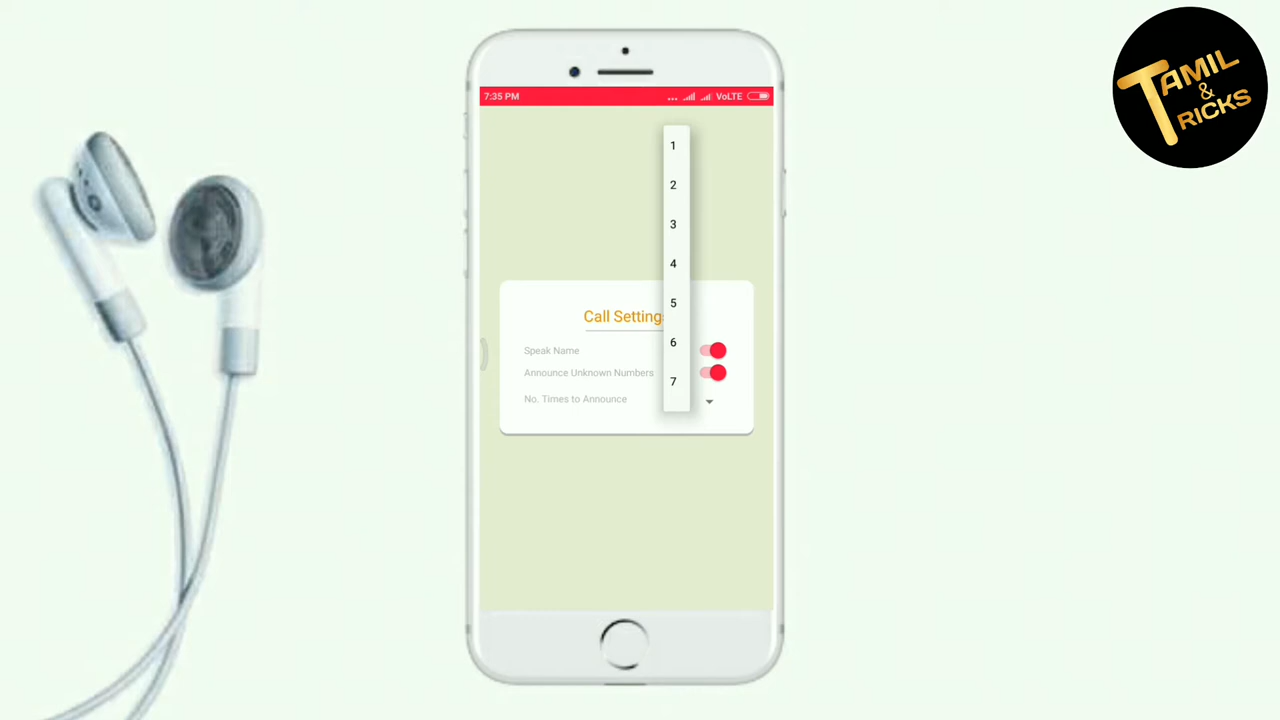 7:35 PM
... VoLTE
1
2
3
4
5
6
7
Call Setting
Speak Name
Announce Unknown Numbers
No. Times to Announce
TAMIL
&
TRICKS